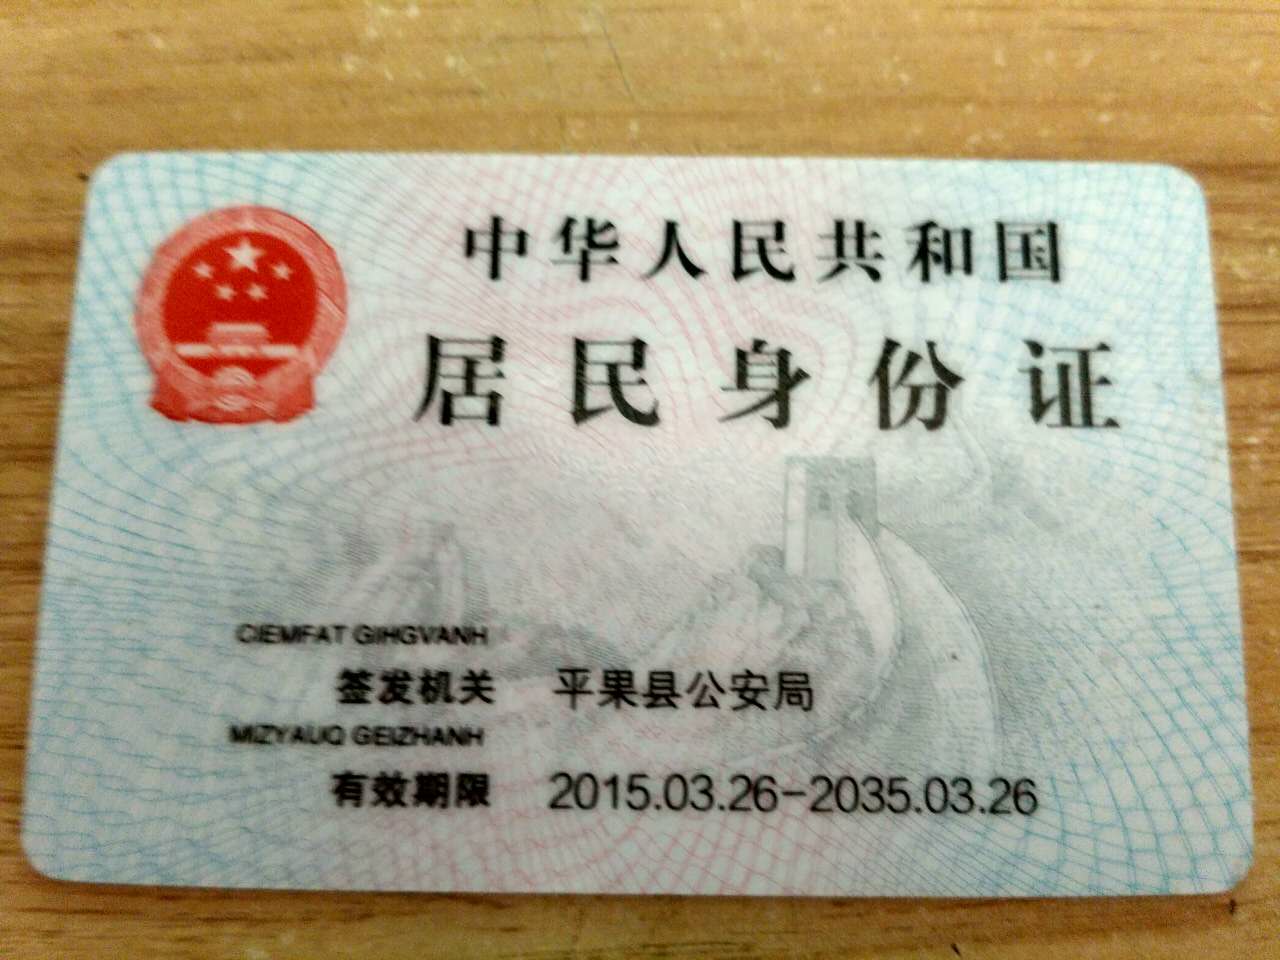 中华人民共和国
居民身份证
CIEMFAT GIHGVANH
签发机关 平果县公安局
MIZYAUQ GEIZHANH
有效期限 2015.03.26-2035.03.26